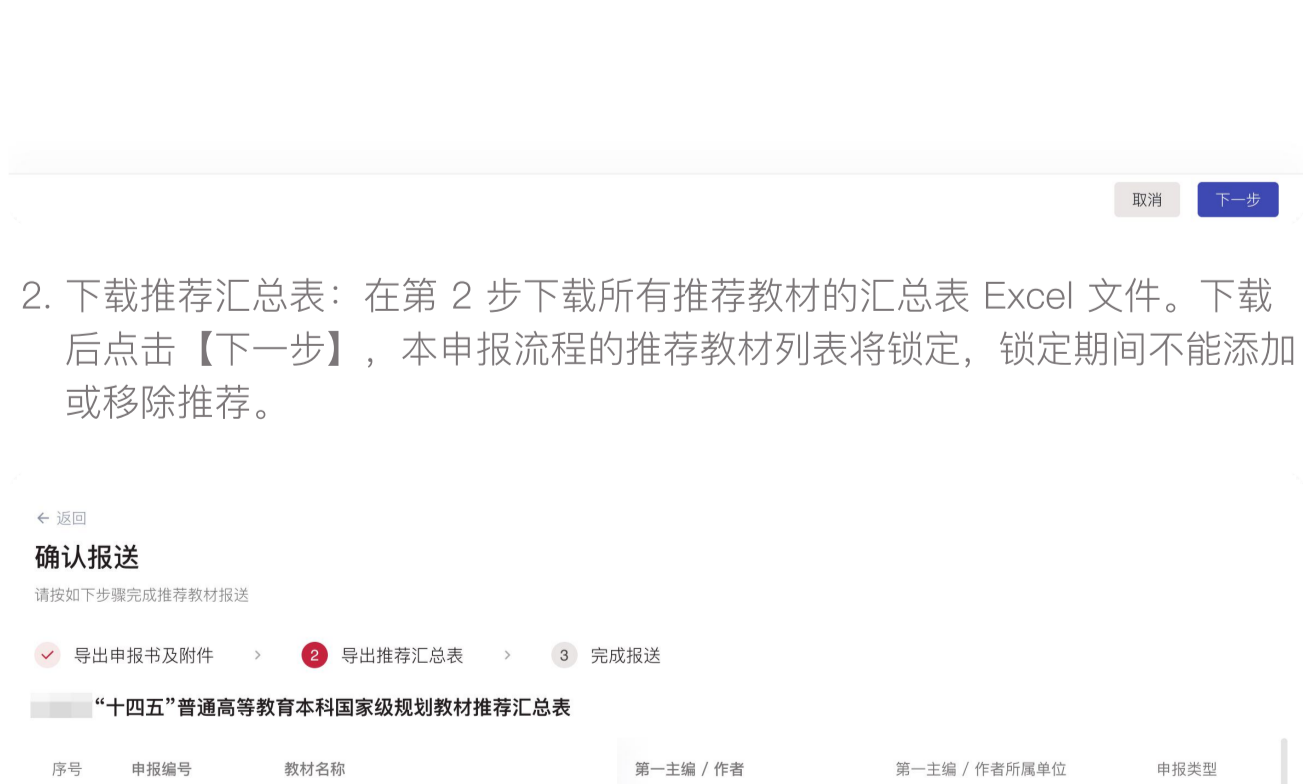 取消 下一步
2. 下载推荐汇总表：在第 2 步下载所有推荐教材的汇总表 Excel 文件。下载
后点击【下一步】，本申报流程的推荐教材列表将锁定，锁定期间不能添加
或移除推荐。
← 返回
确认报送
请按如下步骤完成推荐教材报送
导出申报书及附件 > 2 导出推荐汇总表 > 3 完成报送
“十四五”普通高等教育本科国家级规划教材推荐汇总表
序号 申报编号 教材名称 第一主编 / 作者 第一主编 / 作者所属单位 申报类型